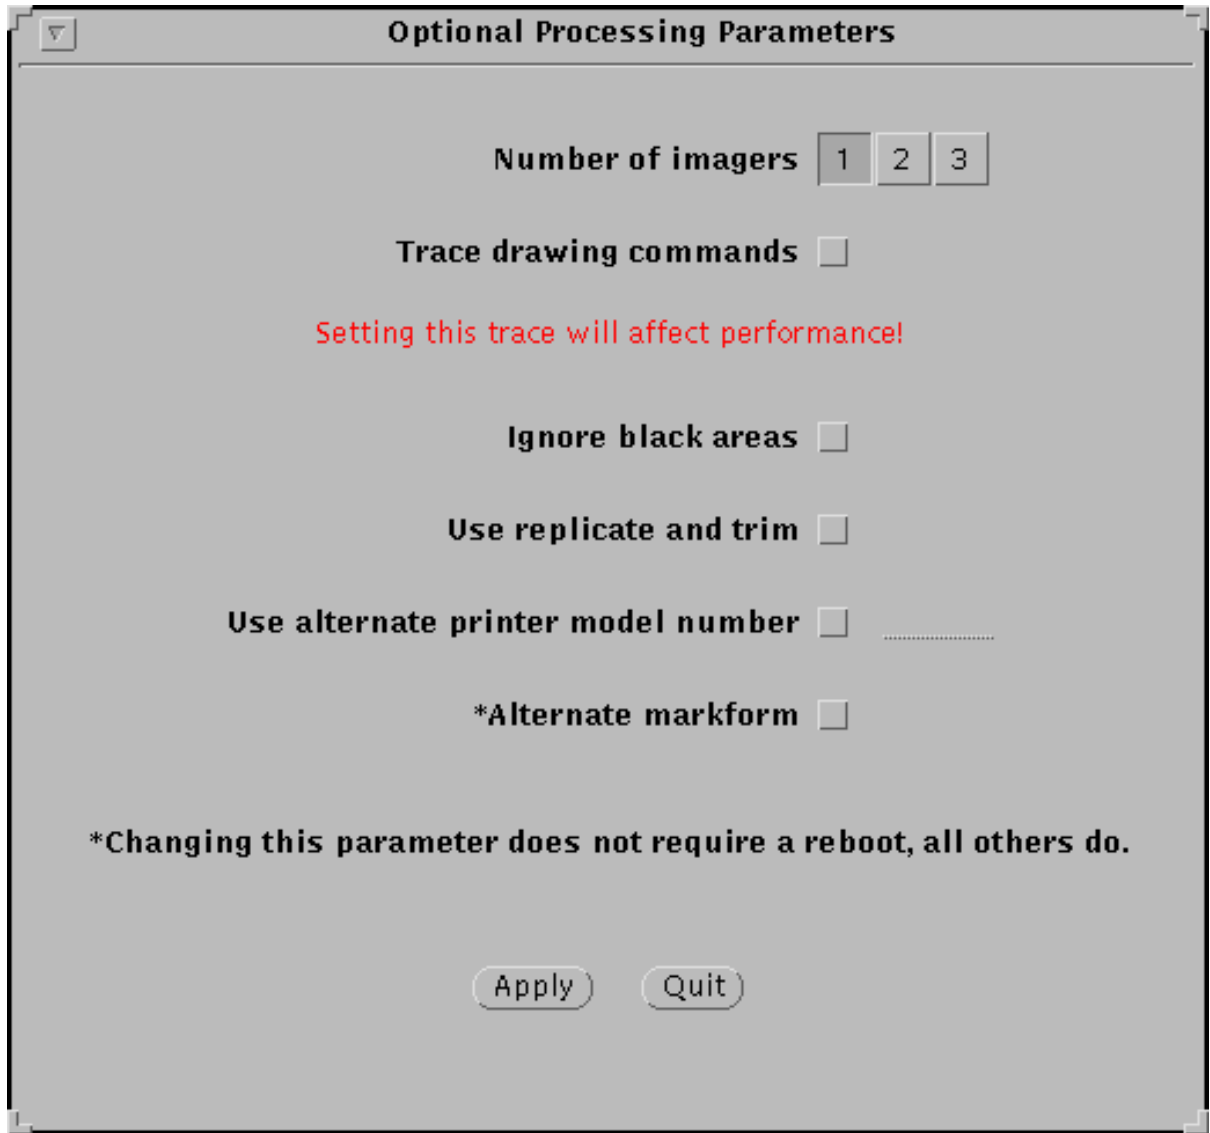 Optional Processing Parameters
Number of imagers 1 2 3
Trace drawing commands
Setting this trace will affect performance!
Ignore black areas
Use replicate and trim
Use alternate printer model number
*Alternate markform
*Changing this parameter does not require a reboot, all others do.
Apply Quit